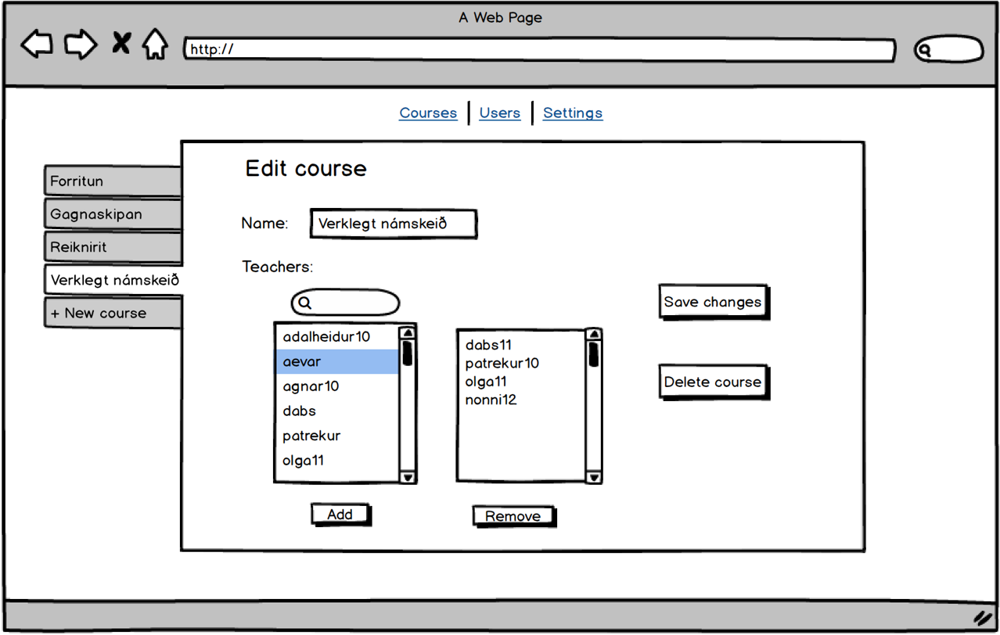 A Web Page
http://
Courses | Users | Settings
Edit course
Forritun
Gagnaskipan
Reiknirit
Verklegt námskeið
+ New course
Name: Verklegt námskeið
Teachers:
adalheidur10
aevar
agnar10
dabs
patrekur
olga11
Add
dabs11
patrekur10
olga11
nonni12
Remove
Save changes
Delete course